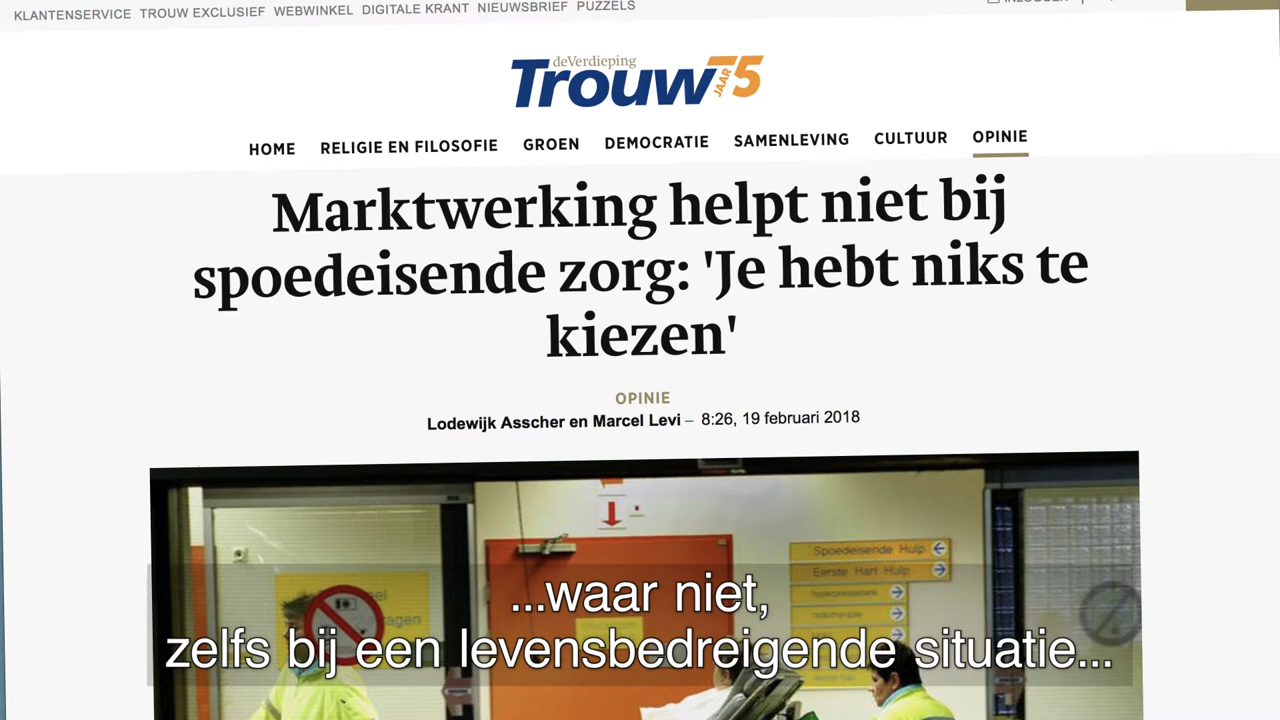 KLANTENSERVICE TROUW EXCLUSIEF WEBWINKEL DIGITALE KRANT NIEUWSBRIEF PUZZELS
deVerdieping
Trouw JAAR 75
HOME RELIGIE EN FILOSOFIE GROEN DEMOCRATIE SAMENLEVING CULTUUR OPINIE
Marktwerking helpt niet bij
spoedeisende zorg: 'Je hebt niks te
kiezen'
OPINIE
Lodewijk Asscher en Marcel Levi – 8:26, 19 februari 2018
Spoedeisende Hulp
Eerste Hart Hulp
radiotherapie
...waar niet,
zelfs bij een levensbedreigende situatie...